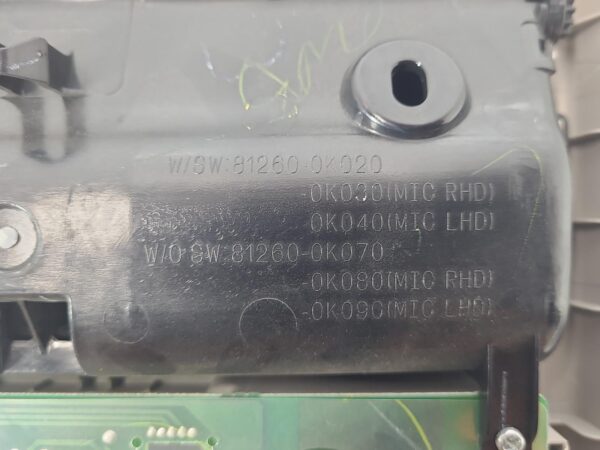 W/SW:81260-0K020
-0K030(MIC RHD)
-0K040(MIC LHD)
W/O SW:81260-0K070
-0K080(MIC RHD)
-0K090(MIC LHD)